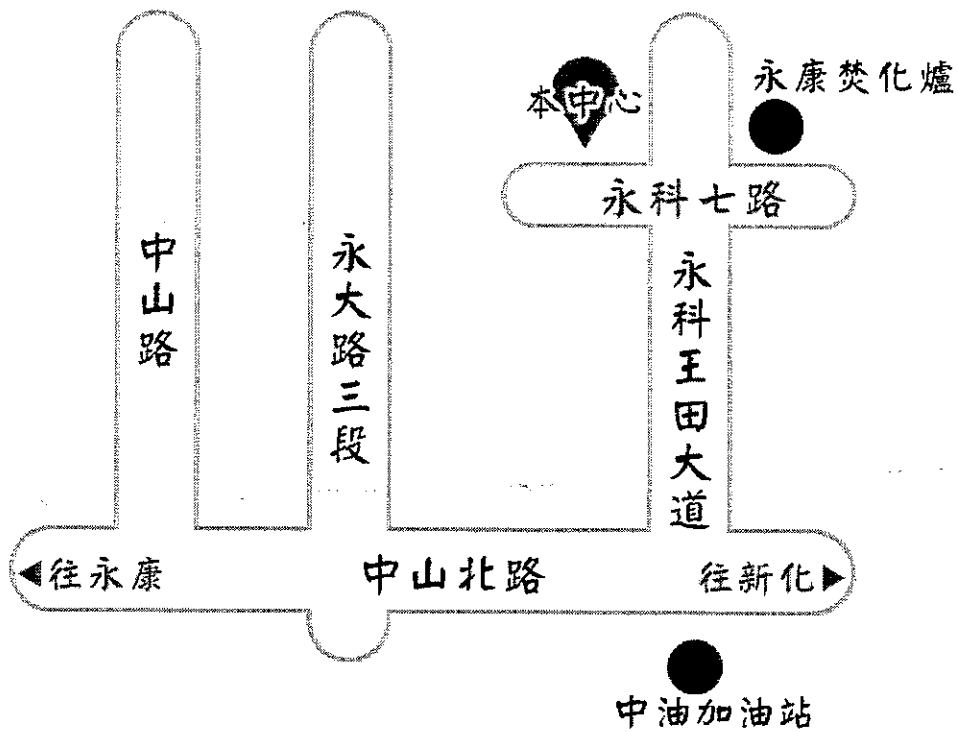 永康焚化爐
本中心
永科七路
中山路
永大路三段
永科王田大道
往永康
中山北路
往新化
中油加油站